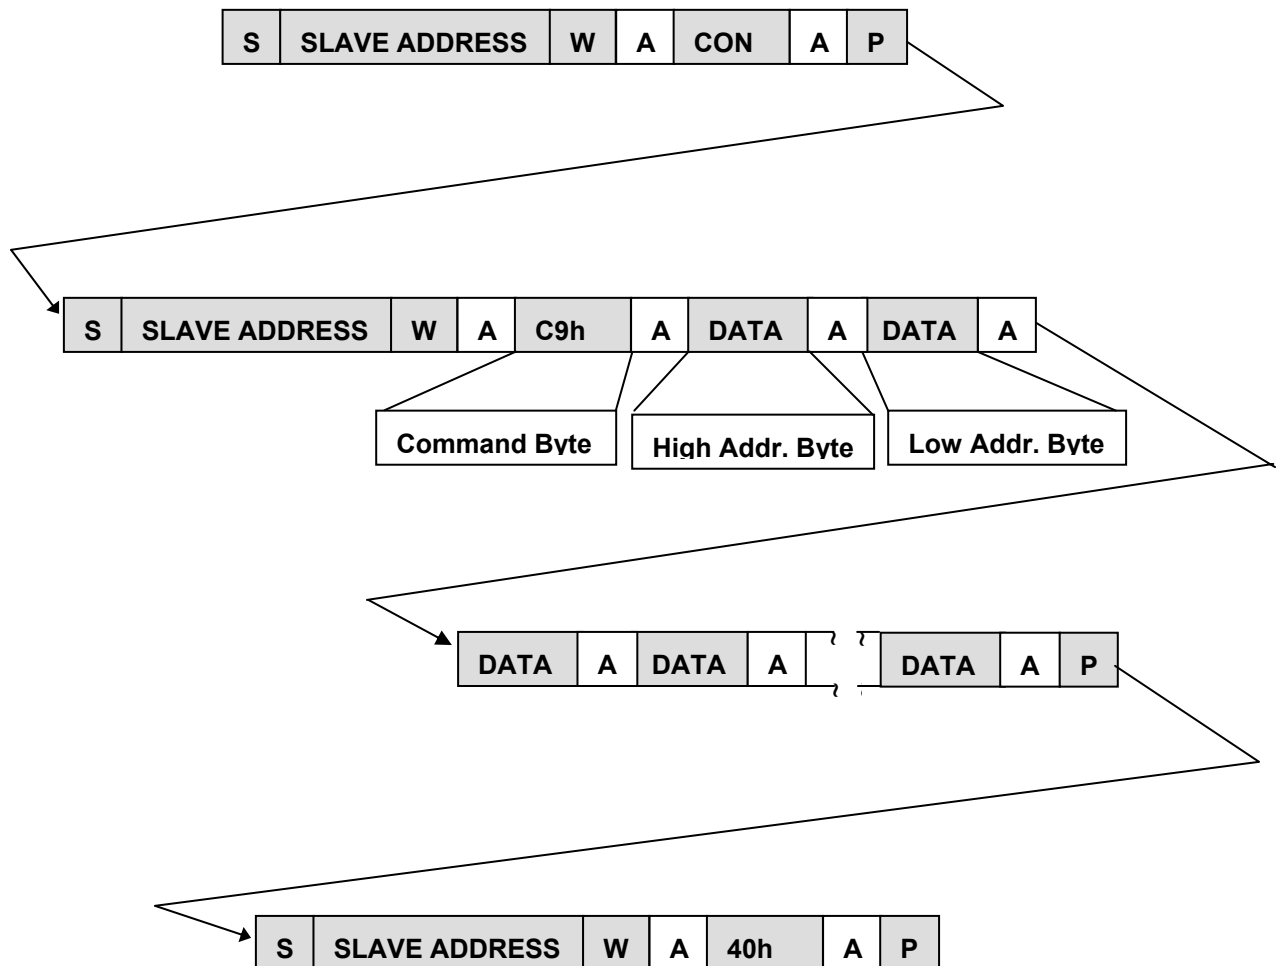 S SLAVE ADDRESS W A CON A P
S SLAVE ADDRESS W A C9h A DATA A DATA A
Command Byte High Addr. Byte Low Addr. Byte
DATA A DATA A DATA A P
S SLAVE ADDRESS W A 40h A P